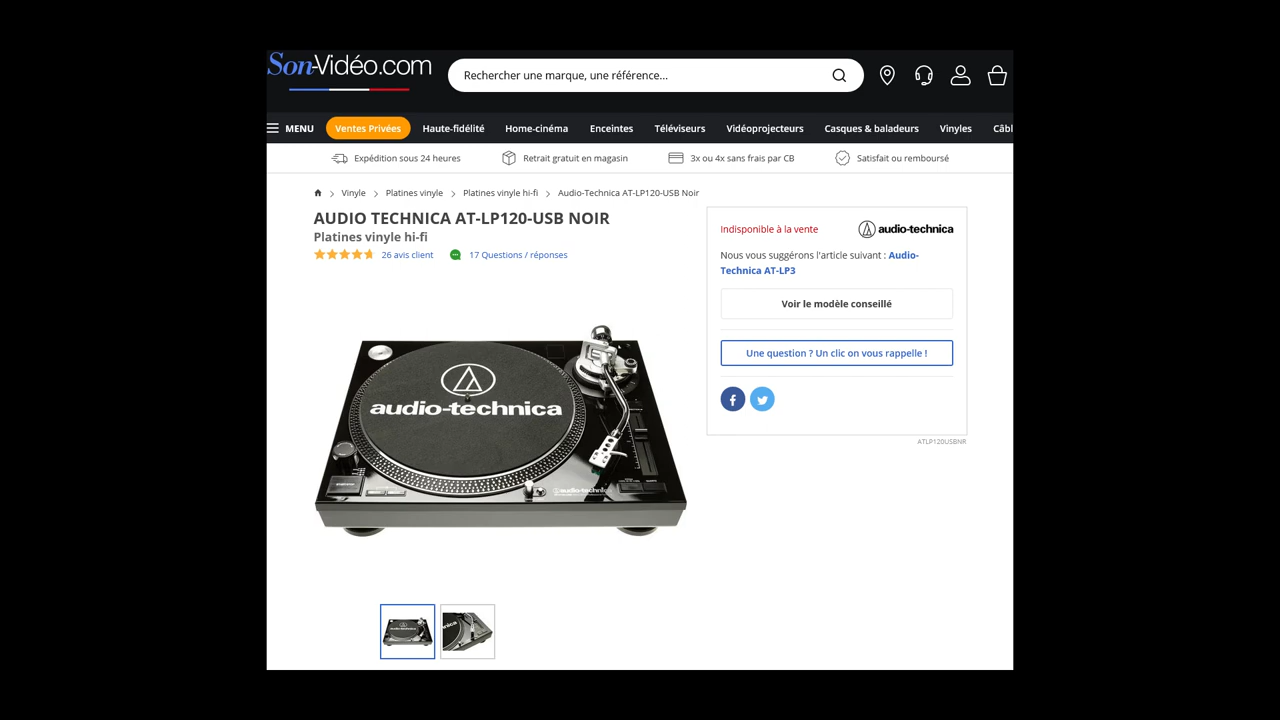 Son-Vidéo.com
Rechercher une marque, une référence...
MENU
Ventes Privées
Haute-fidélité
Home-cinéma
Enceintes
Téléviseurs
Vidéoprojecteurs
Casques & baladeurs
Vinyles
Câbl
Expédition sous 24 heures
Retrait gratuit en magasin
3x ou 4x sans frais par CB
Satisfait ou remboursé
Vinyle
Platines vinyle
Platines vinyle hi-fi
Audio-Technica AT-LP120-USB Noir
AUDIO TECHNICA AT-LP120-USB NOIR
Platines vinyle hi-fi
26 avis client
17 Questions / réponses
audio-technica
audio-technica
Indisponible à la vente
audio-technica
Nous vous suggérons l'article suivant : Audio-
Technica AT-LP3
Voir le modèle conseillé
Une question ? Un clic on vous rappelle !
ATLP120USBNR